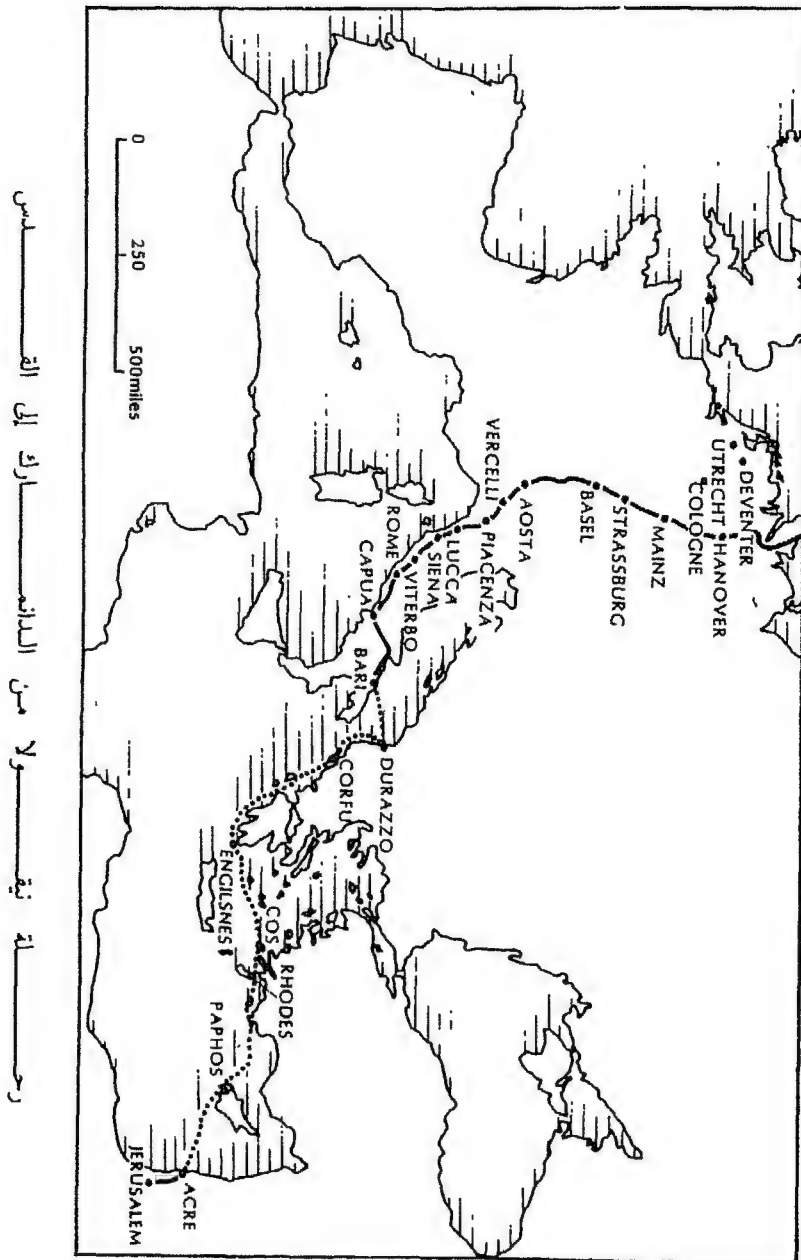 DEVENTER
UTRECHT
HANOVER
COLOGNE
MAINZ
STRASSBURG
BASEL
AOSTA
VERCELLI
PIACENZA
LUCCA
SIENA
VITERBO
ROME
CAPUA
BARI
DURAZZO
CORFU
ENGILSNES
COS
RHODES
PAPHOS
ACRE
JERUSALEM
0 250 500miles
رحلة نيقولا من الدانمارك إلى القدس